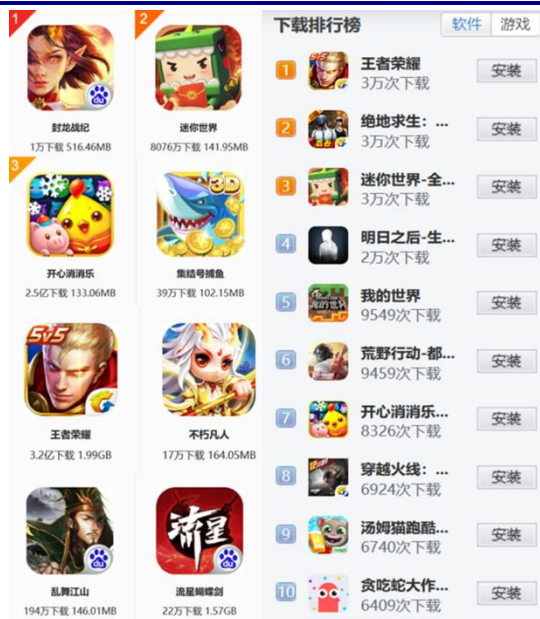 1
2
du
封龙战纪
迷你世界
1万下载 516.46MB
8076万下载 141.95MB
3
3D
开心消消乐
集结号捕鱼
2.5亿下载 133.06MB
39万下载 102.15MB
5v5
王者荣耀
不朽凡人
3.2亿下载 1.99GB
17万下载 164.05MB
流星
du
du
乱舞江山
流星蝴蝶剑
194万下载 146.01MB
22万下载 1.57GB
下载排行榜
软件 游戏
1 王者荣耀 安装
3万次下载
2 绝地求生：... 安装
3万次下载
3 迷你世界-全... 安装
3万次下载
4 明日之后-生... 安装
2万次下载
5 我的世界 安装
9549次下载
6 荒野行动-都... 安装
9459次下载
7 开心消消乐... 安装
8326次下载
8 穿越火线：... 安装
6924次下载
9 汤姆猫跑酷... 安装
6740次下载
10 贪吃蛇大作... 安装
6409次下载